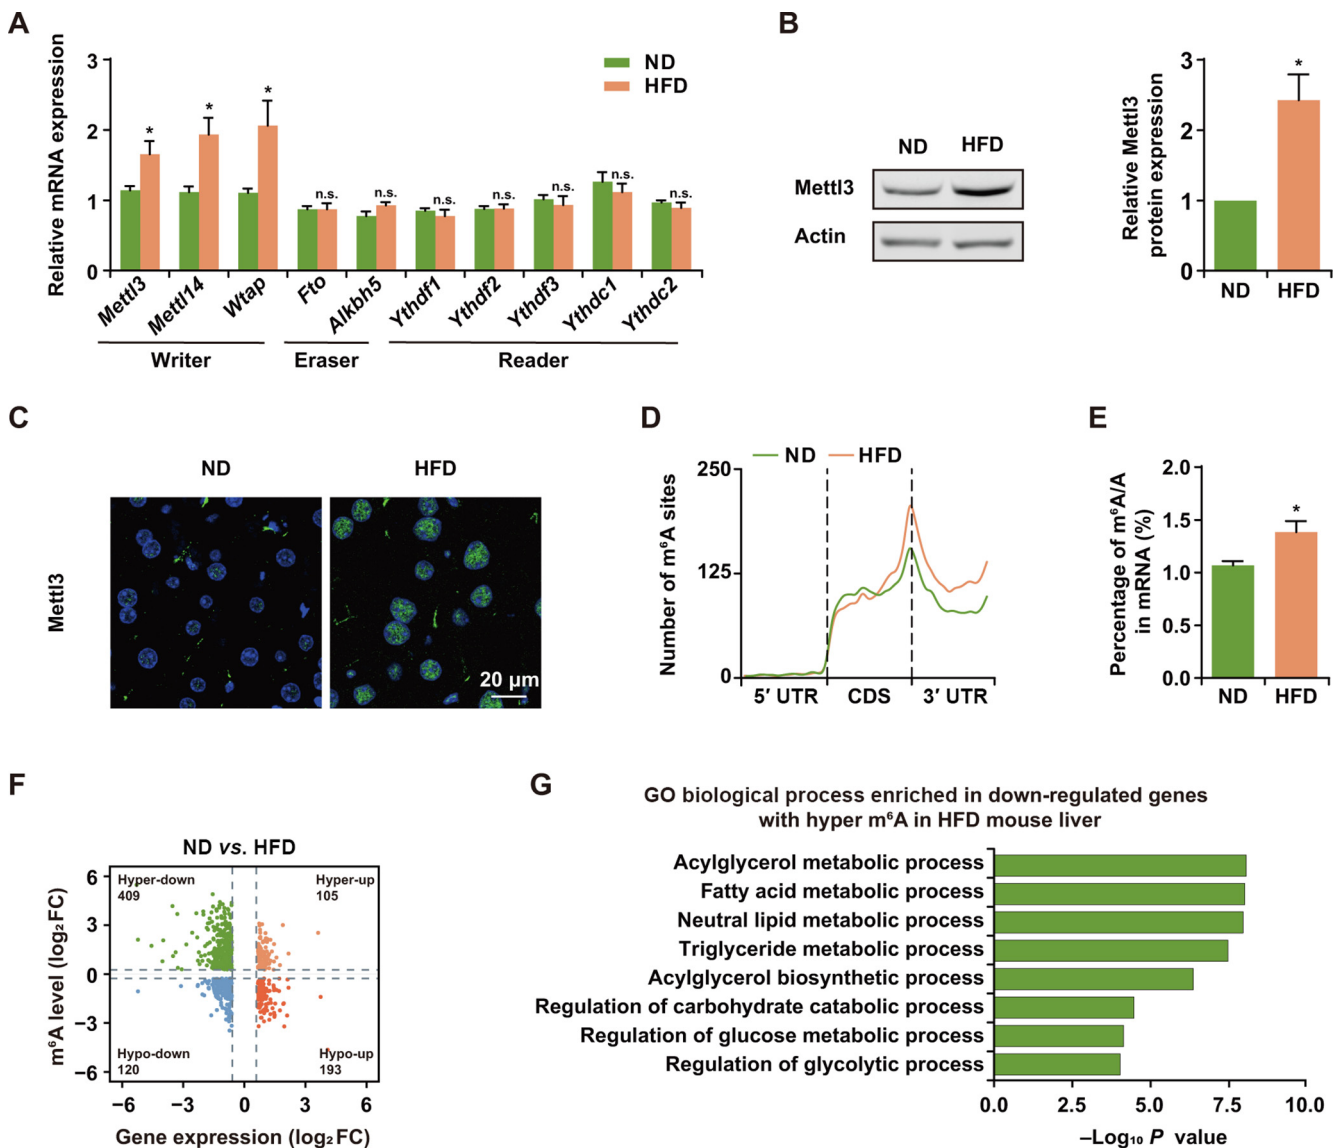 A
Relative mRNA expression
3
2
1
0
ND
HFD
*
*
*
n.s.
n.s.
n.s.
n.s.
n.s.
n.s.
n.s.
Mettl3
Mettl14
Wtap
Fto
Alkbh5
Ythdf1
Ythdf2
Ythdf3
Ythdc1
Ythdc2
Writer
Eraser
Reader
B
ND
HFD
Mettl3
Actin
Relative Mettl3
protein expression
3
2
1
0
*
ND
HFD
C
ND
HFD
Mettl3
20 μm
D
ND
HFD
Number of m⁶A sites
250
125
0
5′ UTR
CDS
3′ UTR
E
Percentage of m⁶A/A
in mRNA (%)
2.0
1.5
1.0
0.5
0.0
*
ND
HFD
F
ND vs. HFD
m⁶A level (log₂ FC)
6
3
0
−3
−6
Hyper-down
409
Hyper-up
105
Hypo-down
120
Hypo-up
193
−6
−3
0
3
6
Gene expression (log₂ FC)
G
GO biological process enriched in down-regulated genes
with hyper m⁶A in HFD mouse liver
Acylglycerol metabolic process
Fatty acid metabolic process
Neutral lipid metabolic process
Triglyceride metabolic process
Acylglycerol biosynthetic process
Regulation of carbohydrate catabolic process
Regulation of glucose metabolic process
Regulation of glycolytic process
0.0
2.5
5.0
7.5
10.0
–Log₁₀ P value